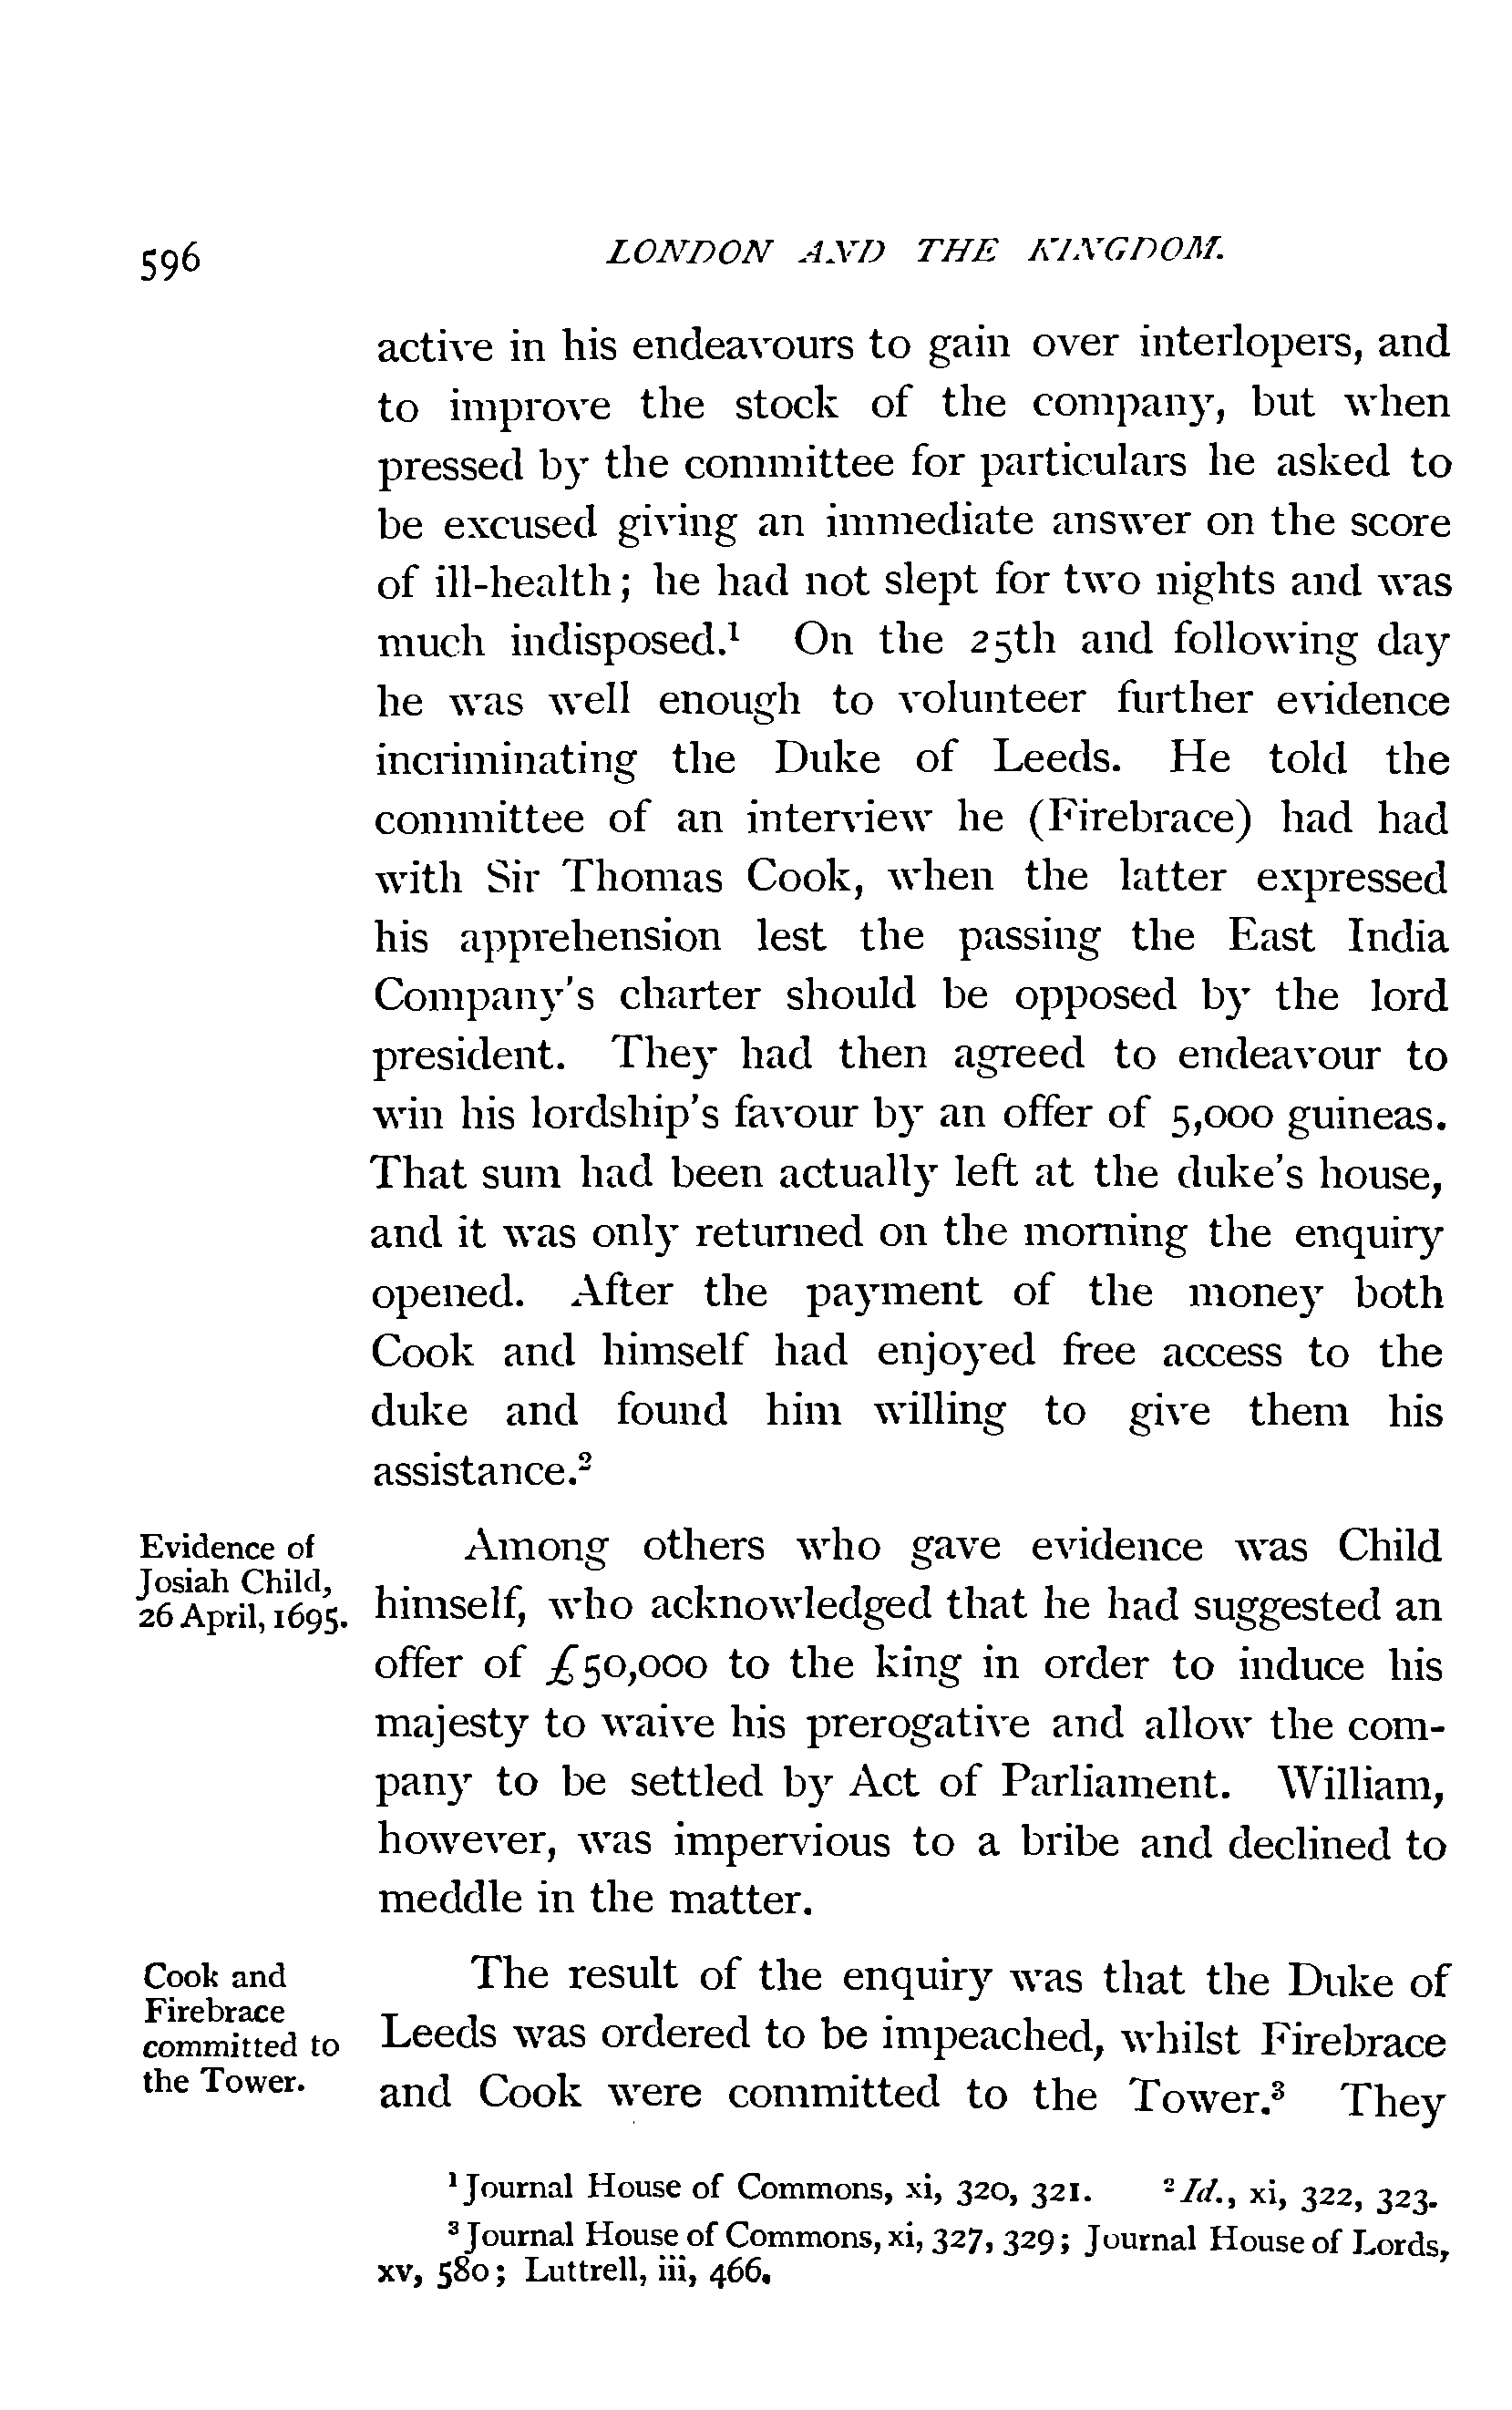 596 LONDON AND THE KINGDOM.
active in his endeavours to gain over interlopers, and
to improve the stock of the company, but when
pressed by the committee for particulars he asked to
be excused giving an immediate answer on the score
of ill-health; he had not slept for two nights and was
much indisposed.¹ On the 25th and following day
he was well enough to volunteer further evidence
incriminating the Duke of Leeds. He told the
committee of an interview he (Firebrace) had had
with Sir Thomas Cook, when the latter expressed
his apprehension lest the passing the East India
Company's charter should be opposed by the lord
president. They had then agreed to endeavour to
win his lordship's favour by an offer of 5,000 guineas.
That sum had been actually left at the duke's house,
and it was only returned on the morning the enquiry
opened. After the payment of the money both
Cook and himself had enjoyed free access to the
duke and found him willing to give them his
assistance.²
Evidence of
Josiah Child,
26 April, 1695.
Among others who gave evidence was Child
himself, who acknowledged that he had suggested an
offer of £50,000 to the king in order to induce his
majesty to waive his prerogative and allow the com-
pany to be settled by Act of Parliament. William,
however, was impervious to a bribe and declined to
meddle in the matter.
Cook and
Firebrace
committed to
the Tower.
The result of the enquiry was that the Duke of
Leeds was ordered to be impeached, whilst Firebrace
and Cook were committed to the Tower.³ They
¹ Journal House of Commons, xi, 320, 321. ² Id., xi, 322, 323.
³ Journal House of Commons, xi, 327, 329; Journal House of Lords,
xv, 580; Luttrell, iii, 466.